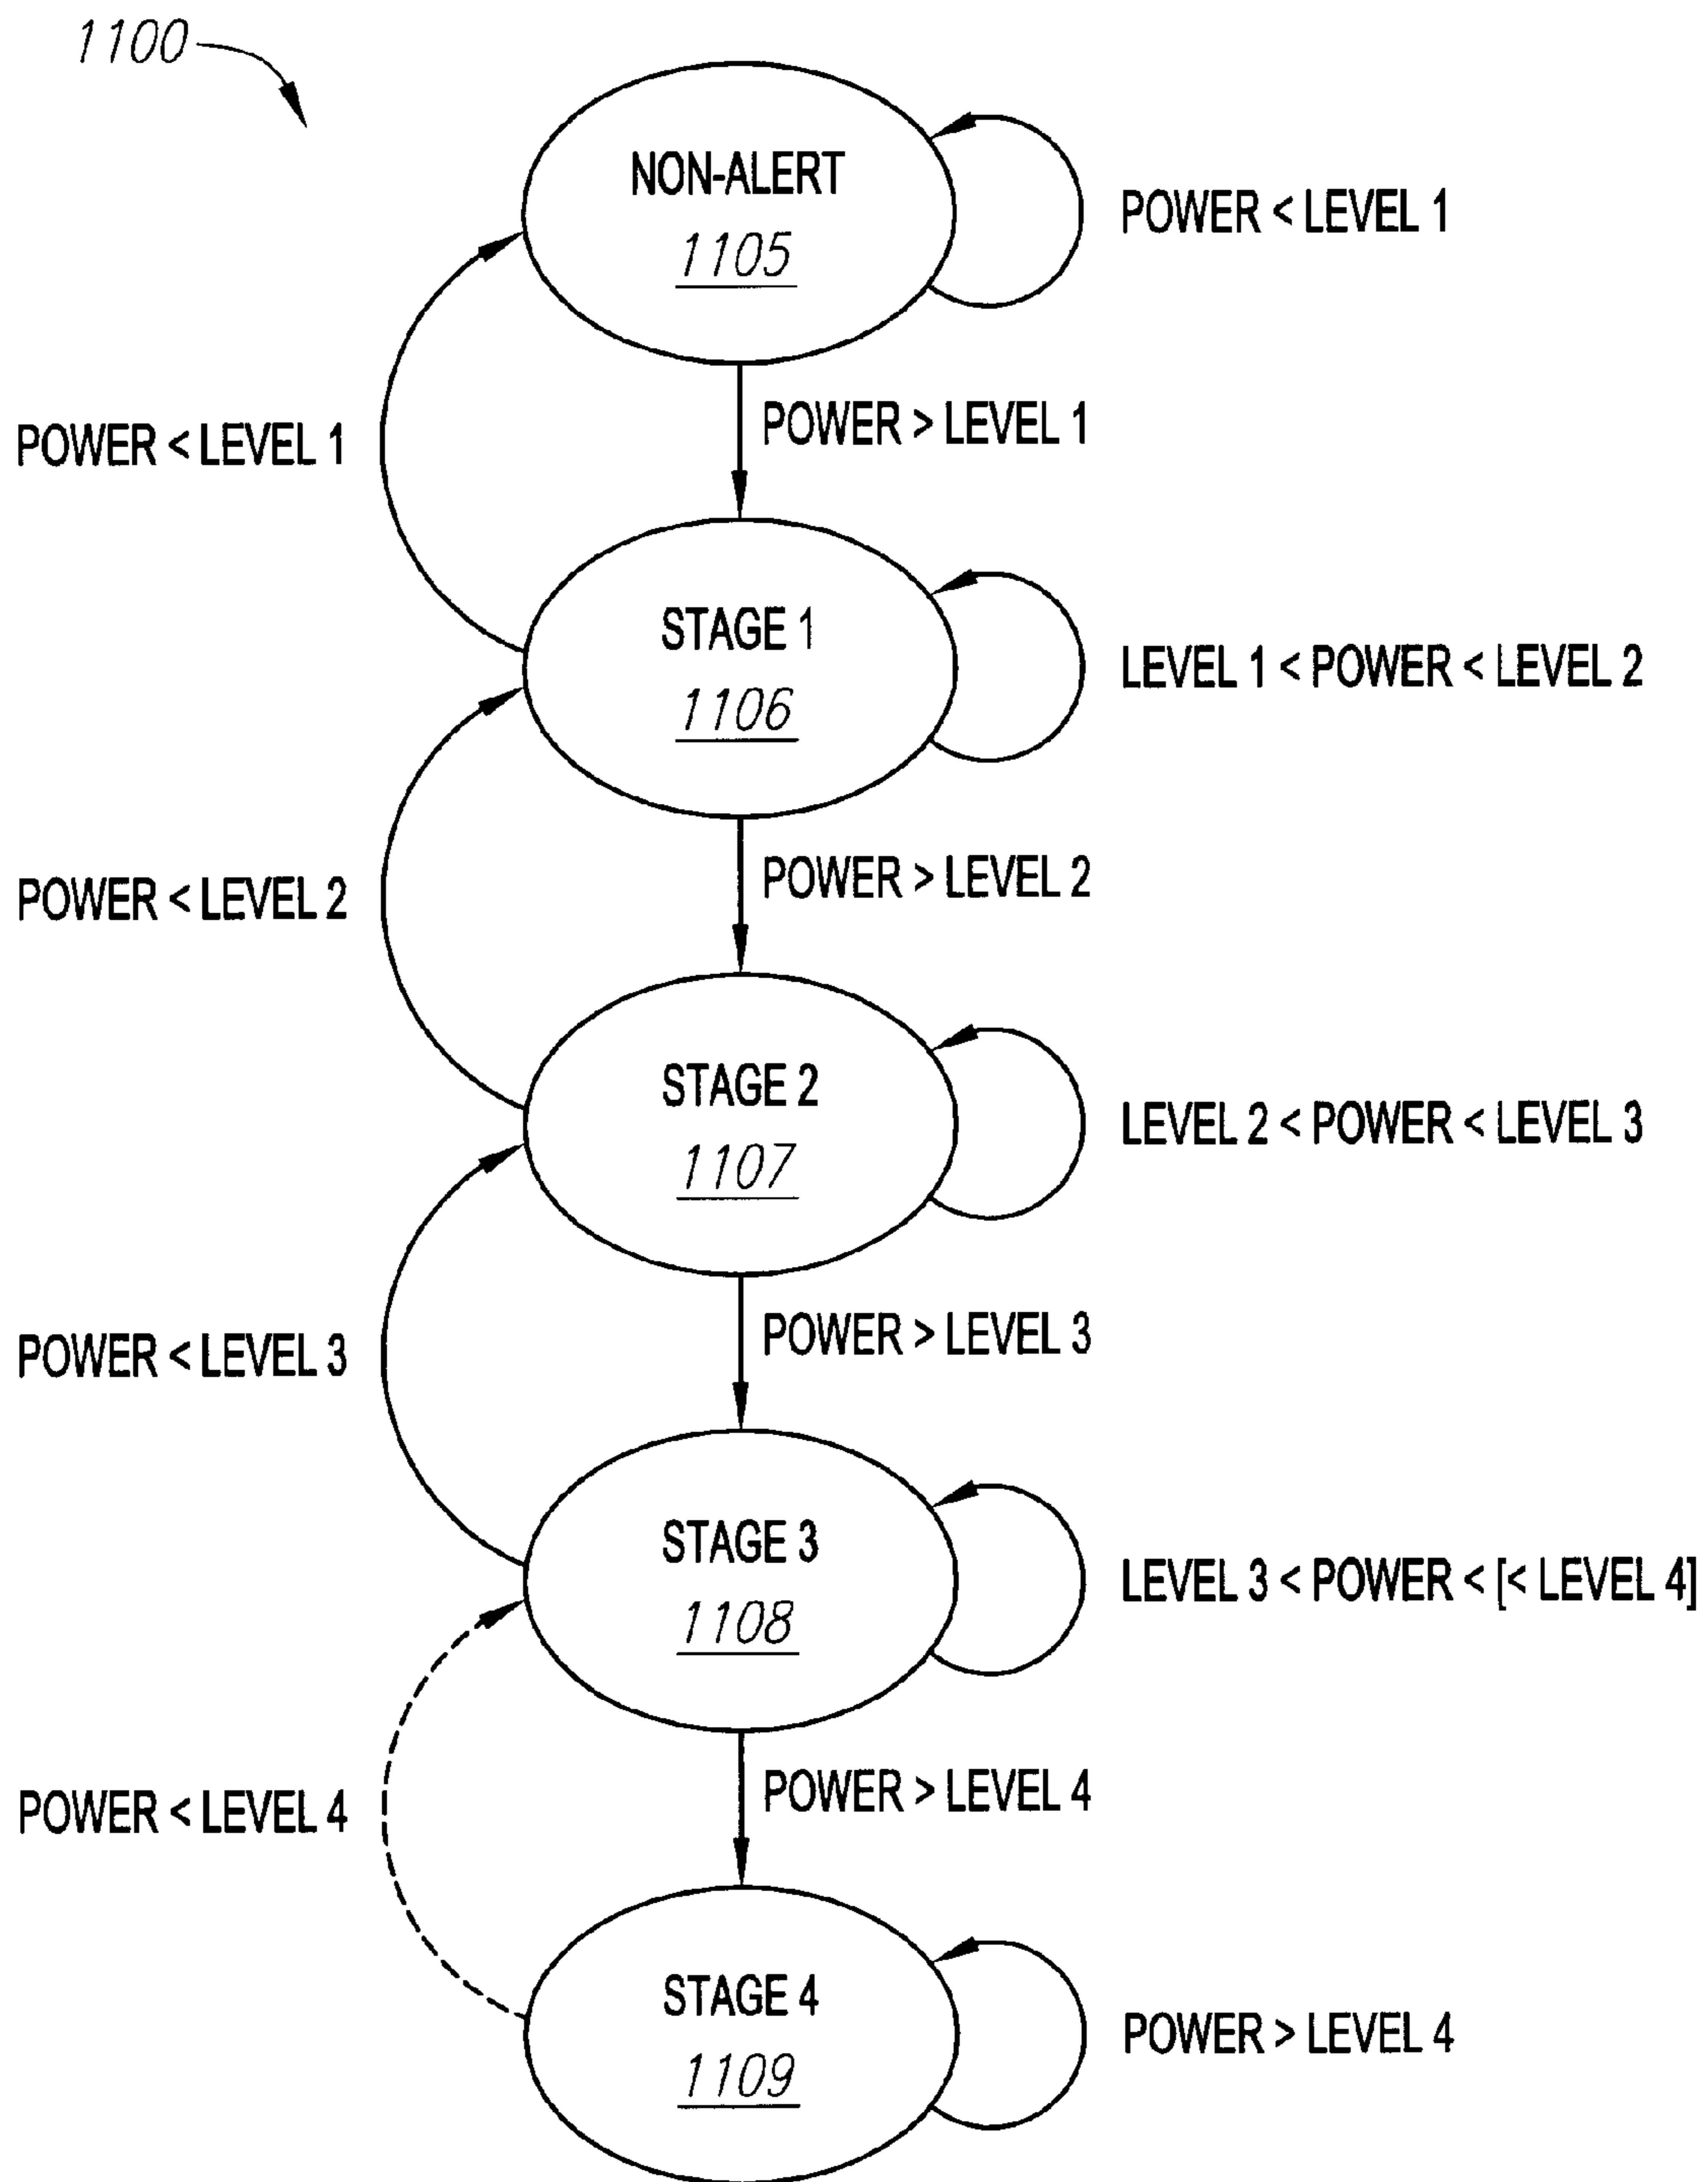 1100
NON-ALERT
1105
POWER < LEVEL 1
POWER > LEVEL 1
POWER < LEVEL 1
STAGE 1
1106
LEVEL 1 < POWER < LEVEL 2
POWER > LEVEL 2
POWER < LEVEL 2
STAGE 2
1107
LEVEL 2 < POWER < LEVEL 3
POWER > LEVEL 3
POWER < LEVEL 3
STAGE 3
1108
LEVEL 3 < POWER < [< LEVEL 4]
POWER > LEVEL 4
POWER < LEVEL 4
STAGE 4
1109
POWER > LEVEL 4